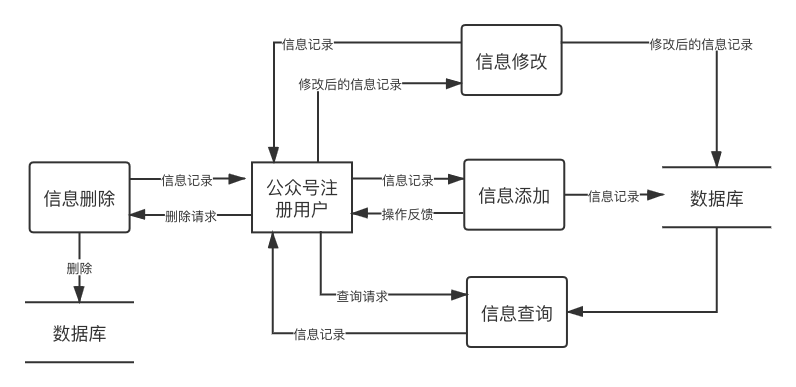 信息记录
信息修改
修改后的信息记录
修改后的信息记录
信息删除
信息记录
删除请求
公众号注
册用户
信息记录
操作反馈
信息添加
信息记录
数据库
删除
数据库
查询请求
信息记录
信息查询